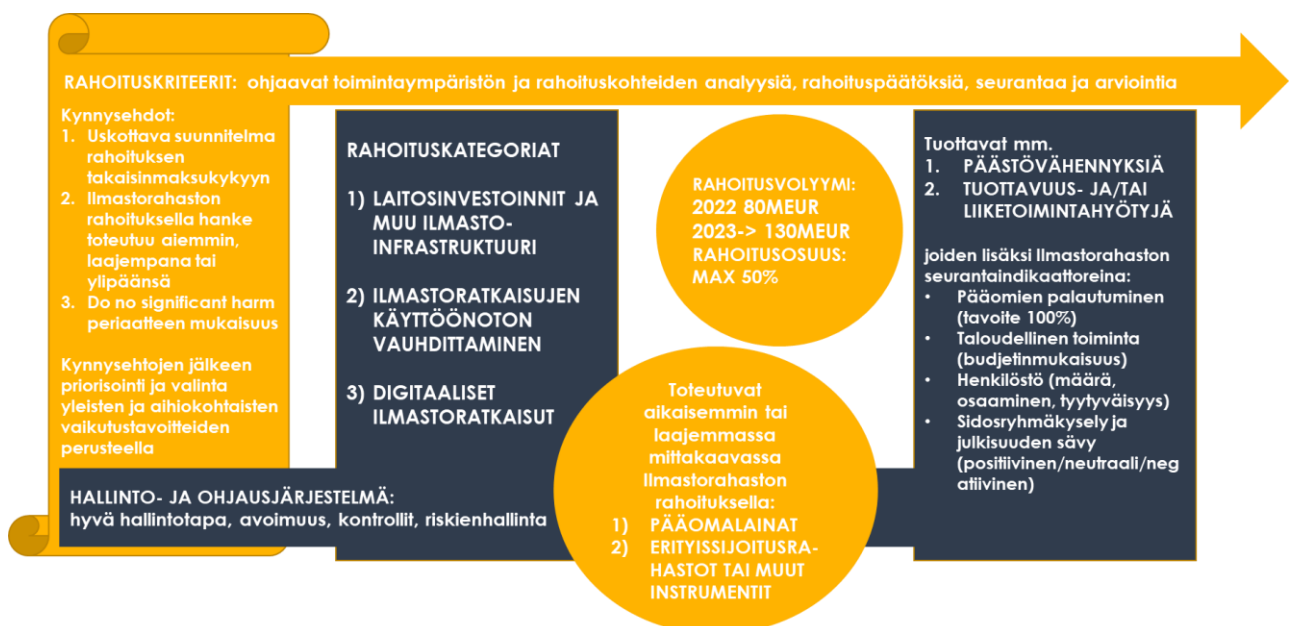 RAHOITUSKRITEERIT: ohjaavat toimintaympäristön ja rahoituskohteiden analyysiä, rahoituspäätöksiä, seurantaa ja arviointia
Kynnysehdot:
1. Uskottava suunnitelma
rahoituksen
takaisinmaksukykyyn
2. Ilmastorahaston
rahoituksella hanke
toteutuu aiemmin,
laajempana tai
ylipäänsä
3. Do no significant harm
periaatteen mukaisuus
Kynnysehtojen jälkeen
priorisointi ja valinta
yleisten ja aihiokohtaisten
vaikutustavoitteiden
perusteella
HALLINTO- JA OHJAUSJÄRJESTELMÄ:
hyvä hallintotapa, avoimuus, kontrollit, riskienhallinta
RAHOITUSKATEGORIAT
1) LAITOSINVESTOINNIT JA
MUU ILMASTO-
INFRASTRUKTUURI
2) ILMASTORATKAISUJEN
KÄYTTÖÖNOTON
VAUHDITTAMINEN
3) DIGITAALISET
ILMASTORATKAISUT
RAHOITUSVOLYYMI:
2022 80MEUR
2023-> 130MEUR
RAHOITUSOSUUS:
MAX 50%
Toteutuvat
aikaisemmin tai
laajemmassa
mittakaavassa
Ilmastorahaston
rahoituksella:
1) PÄÄOMALAINAT
2) ERITYISSIJOITUSRA-
HASTOT TAI MUUT
INSTRUMENTIT
Tuottavat mm.
1. PÄÄSTÖVÄHENNYKSIÄ
2. TUOTTAVUUS- JA/TAI
LIIKETOIMINTAHYÖTYJÄ
joiden lisäksi Ilmastorahaston
seurantaindikaattoreina:
• Pääomien palautuminen
(tavoite 100%)
• Taloudellinen toiminta
(budjetinmukaisuus)
• Henkilöstö (määrä,
osaaminen, tyytyväisyys)
• Sidosryhmäkysely ja
julkisuuden sävy
(positiivinen/neutraali/neg
atiivinen)